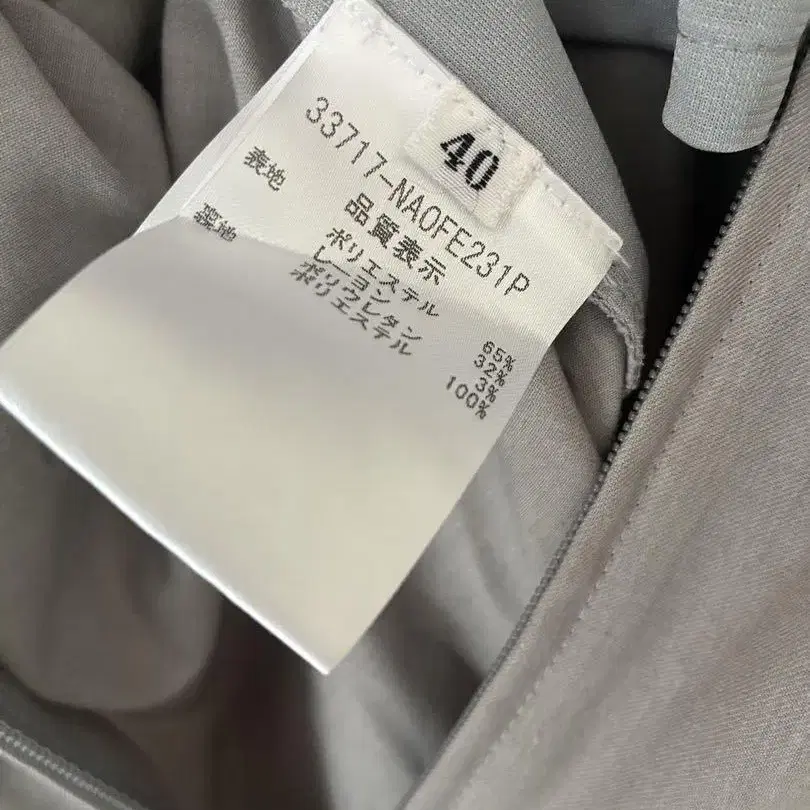 40
33717-NAOFE231P
品質表示
表地 ポリエステル 65%
レーヨン 32%
ポリウレタン 3%
裏地 ポリエステル 100%